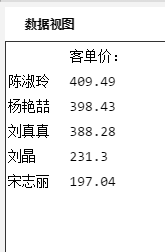 数据视图
客单价：
陈淑玲 409.49
杨艳喆 398.43
刘真真 388.28
刘晶 231.3
宋志丽 197.04